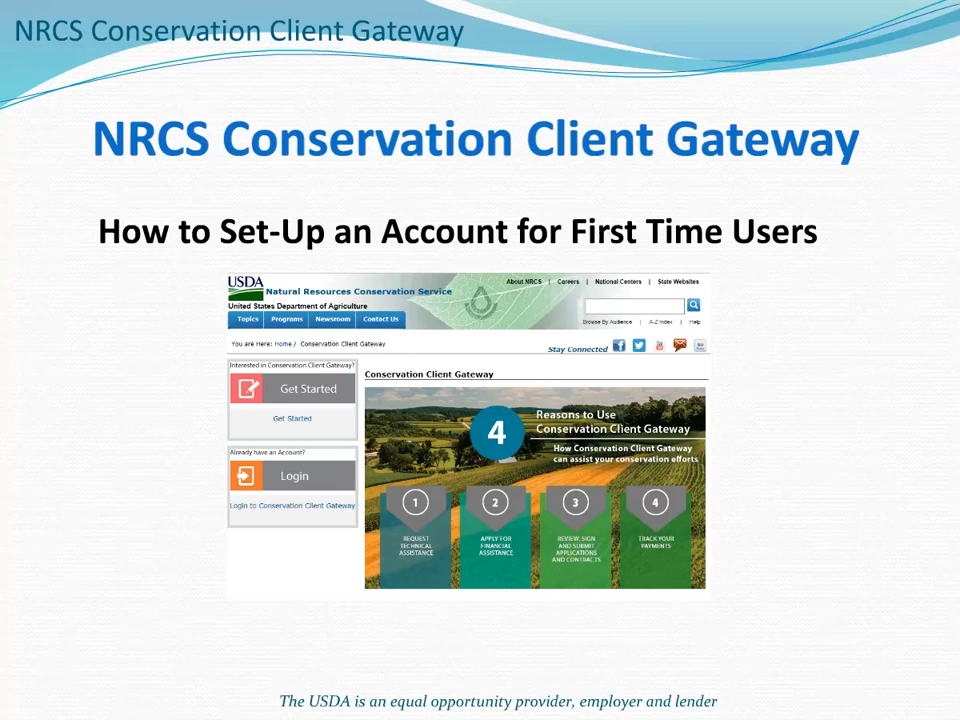 NRCS Conservation Client Gateway
NRCS Conservation Client Gateway
How to Set-Up an Account for First Time Users
USDA
Natural Resources Conservation Service
United States Department of Agriculture
About NRCS | Careers | National Centers | State Websites
Browse By Audience | A-Z Index | Help
Topics Programs Newsroom Contact Us
You are Here: Home / Conservation Client Gateway
Stay Connected
Interested in Conservation Client Gateway?
Get Started
Get Started
Already have an Account?
Login
Login to Conservation Client Gateway
Conservation Client Gateway
4
Reasons to Use
Conservation Client Gateway
How Conservation Client Gateway
can assist your conservation efforts
1
REQUEST
TECHNICAL
ASSISTANCE
2
APPLY FOR
FINANCIAL
ASSISTANCE
3
REVIEW, SIGN
AND SUBMIT
APPLICATIONS
AND CONTRACTS
4
TRACK YOUR
PAYMENTS
The USDA is an equal opportunity provider, employer and lender